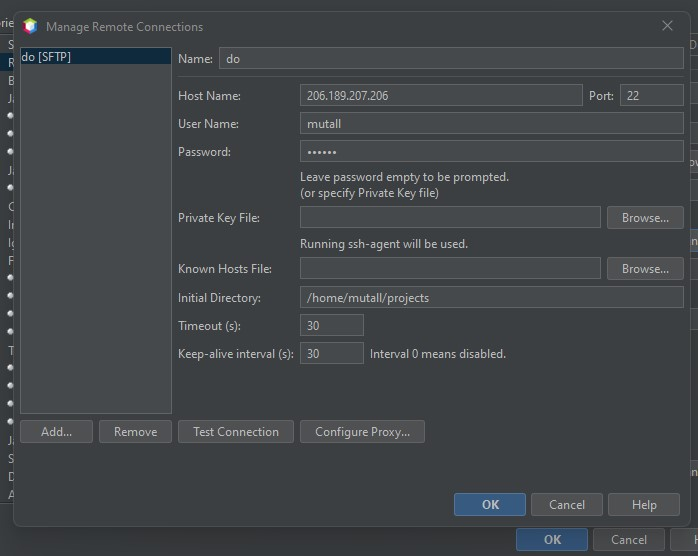 Manage Remote Connections
do [SFTP]
Name: do
Host Name: 206.189.207.206 Port: 22
User Name: mutall
Password: ••••••
Leave password empty to be prompted.
(or specify Private Key file)
Private Key File: Browse...
Running ssh-agent will be used.
Known Hosts File: Browse...
Initial Directory: /home/mutall/projects
Timeout (s): 30
Keep-alive interval (s): 30 Interval 0 means disabled.
Add... Remove Test Connection Configure Proxy...
OK Cancel Help
OK Cancel